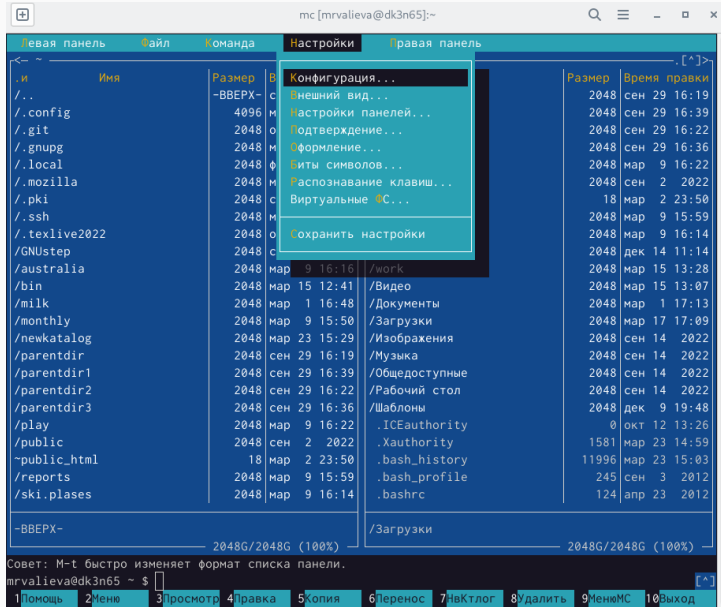 mc [mrvalieva@dk3n65]:~
Левая панель Файл Команда Настройки Правая панель
<— ~ .[^]>
.и Имя Размер В Размер Время правки
/.. -ВВЕРХ- с Конфигурация... 2048 сен 29 16:19
/.config 4096 м Внешний вид... 2048 сен 29 16:39
/.git 2048 о Настройки панелей... 2048 сен 29 16:22
/.gnupg 2048 м Подтверждение... 2048 сен 29 16:36
/.local 2048 ф Оформление... 2048 мар 9 16:22
/.mozilla 2048 м Биты символов... 2048 сен 2 2022
/.pki 2048 с Распознавание клавиш... 18 мар 2 23:50
/.ssh 2048 м Виртуальные ФС... 2048 мар 9 15:59
/.texlive2022 2048 о Сохранить настройки 2048 мар 9 16:14
/GNUstep 2048 с 2048 дек 14 11:14
/australia 2048 мар 9 16:16 /work 2048 мар 15 13:28
/bin 2048 мар 15 12:41 /Видео 2048 мар 15 13:07
/milk 2048 мар 1 16:48 /Документы 2048 мар 1 17:13
/monthly 2048 мар 9 15:50 /Загрузки 2048 мар 17 17:09
/newkatalog 2048 мар 23 15:29 /Изображения 2048 сен 14 2022
/parentdir 2048 сен 29 16:19 /Музыка 2048 сен 14 2022
/parentdir1 2048 сен 29 16:39 /Общедоступные 2048 сен 14 2022
/parentdir2 2048 сен 29 16:22 /Рабочий стол 2048 сен 14 2022
/parentdir3 2048 сен 29 16:36 /Шаблоны 2048 дек 9 19:48
/play 2048 мар 9 16:22 .ICEauthority 0 окт 12 13:26
/public 2048 сен 2 2022 .Xauthority 1581 мар 23 14:59
~public_html 18 мар 2 23:50 .bash_history 11996 мар 23 15:03
/reports 2048 мар 9 15:59 .bash_profile 245 сен 3 2012
/ski.plases 2048 мар 9 16:14 .bashrc 124 апр 23 2012
-ВВЕРХ- /Загрузки
2048G/2048G (100%) 2048G/2048G (100%)
Совет: M-t быстро изменяет формат списка панели.
mrvalieva@dk3n65 ~ $ [^]
1Помощь 2Меню 3Просмотр 4Правка 5Копия 6Перенос 7НвКтлог 8Удалить 9МенюMC 10Выход